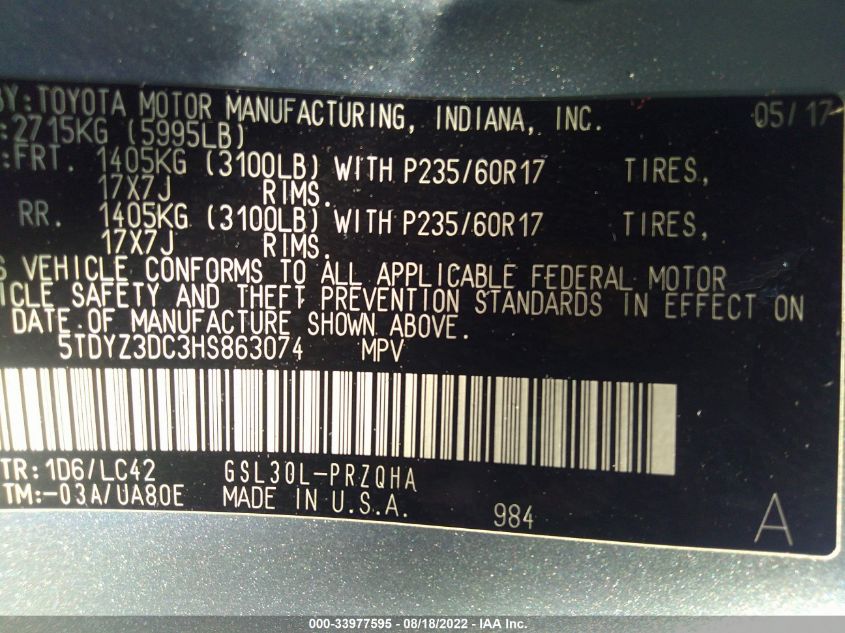 BY: TOYOTA MOTOR MANUFACTURING, INDIANA, INC. 05/17
: 2715KG (5995LB)
: FRT. 1405KG (3100LB) WITH P235/60R17 TIRES,
17X7J RIMS.
RR. 1405KG (3100LB) WITH P235/60R17 TIRES,
17X7J RIMS.
S VEHICLE CONFORMS TO ALL APPLICABLE FEDERAL MOTOR
ICLE SAFETY AND THEFT PREVENTION STANDARDS IN EFFECT ON
DATE OF MANUFACTURE SHOWN ABOVE.
5TDYZ3DC3HS863074 MPV
TR: 1D6/LC42 GSL30L-PRZQHA
TM: -03A/UA80E MADE IN U.S.A. 984 A
000-33977595 - 08/18/2022 - IAA Inc.